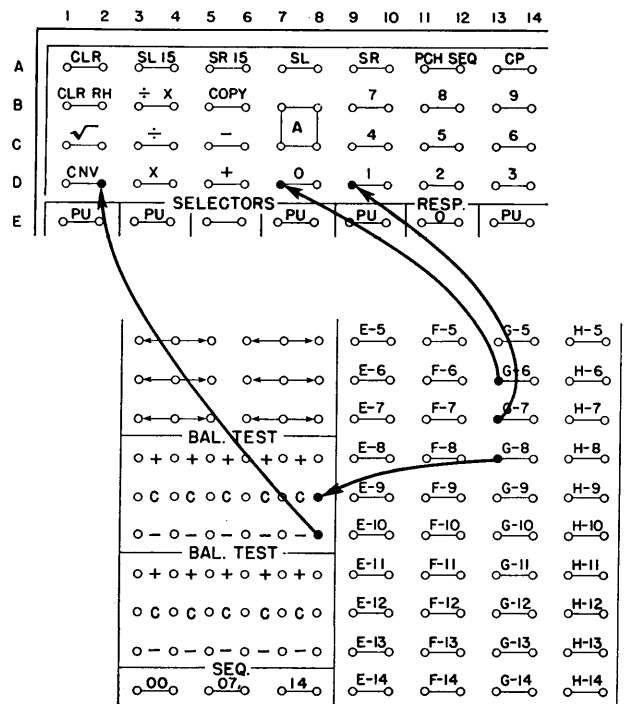 1 2 3 4 5 6 7 8 9 10 11 12 13 14
A CLR SL 15 SR 15 SL SR PCH SEQ CP
B CLR RH ÷ X COPY 7 8 9
C √ ÷ − A 4 5 6
D CNV X + 0 1 2 3
SELECTORS RESP.
E PU PU PU PU 0 PU
E-5 F-5 G-5 H-5
E-6 F-6 G-6 H-6
E-7 F-7 G-7 H-7
BAL. TEST
E-8 F-8 G-8 H-8
+ + + + +
C C C C C E-9 F-9 G-9 H-9
− − − − − E-10 F-10 G-10 H-10
BAL. TEST
+ + + + + E-11 F-11 G-11 H-11
C C C C C E-12 F-12 G-12 H-12
− − − − − E-13 F-13 G-13 H-13
SEQ.
00 07, 14 E-14 F-14 G-14 H-14